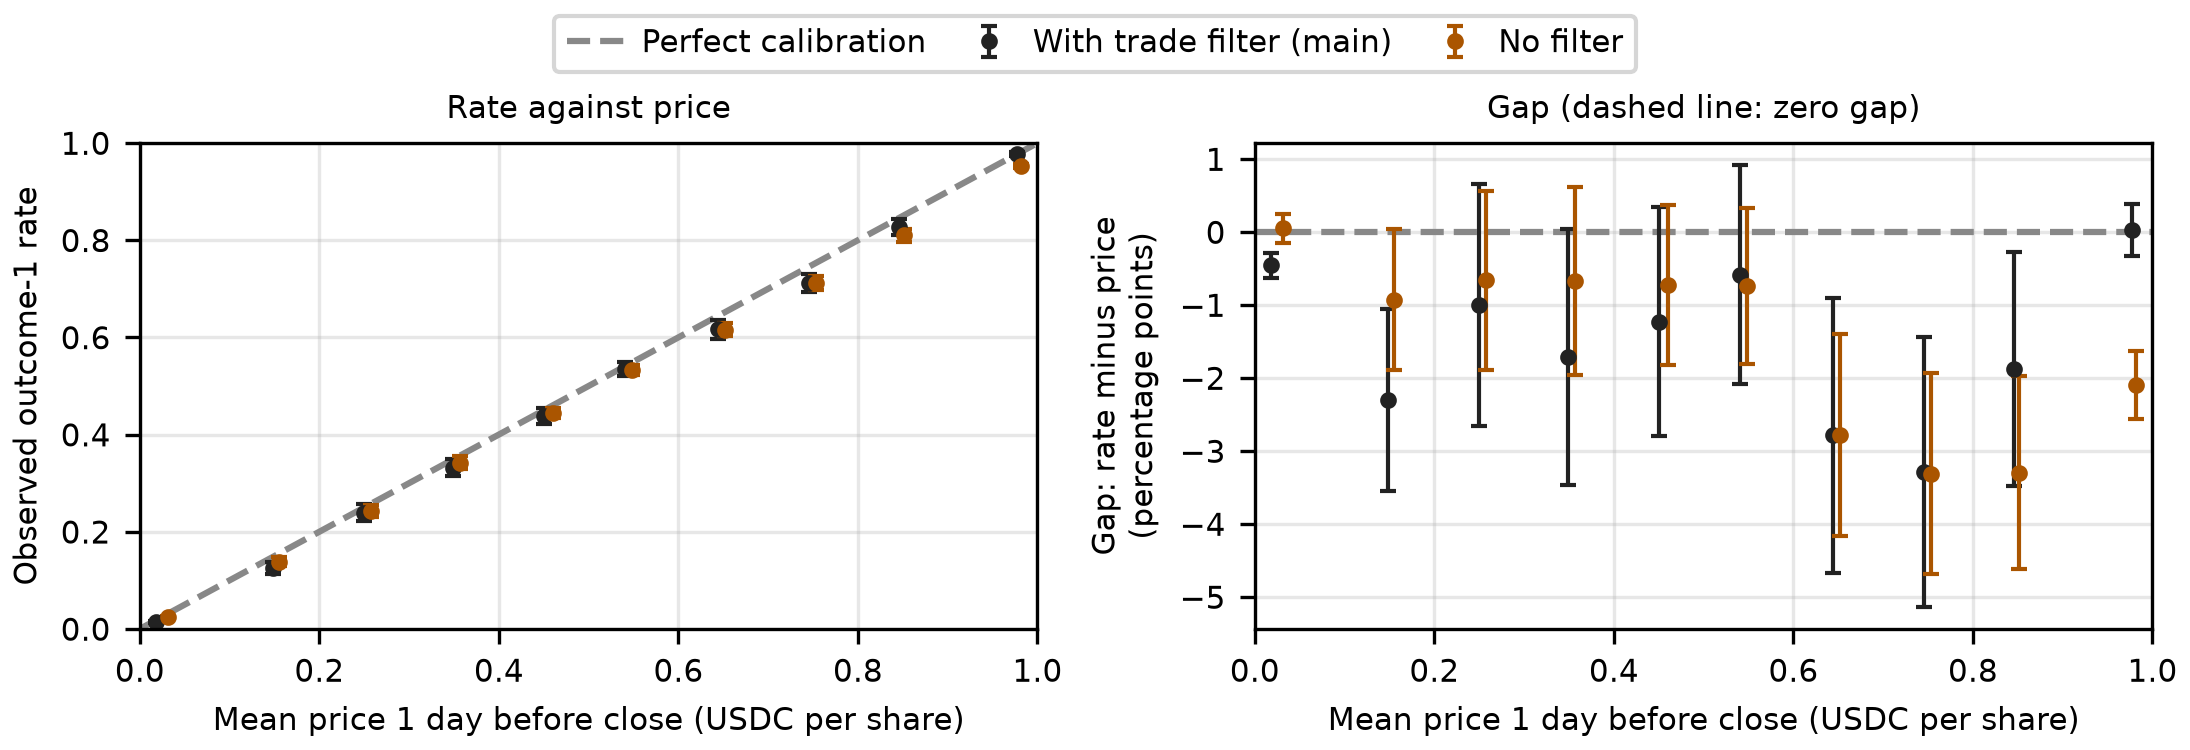 Perfect calibration
With trade filter (main)
No filter
Rate against price
Observed outcome-1 rate
1.0
0.8
0.6
0.4
0.2
0.0
0.0 0.2 0.4 0.6 0.8 1.0
Mean price 1 day before close (USDC per share)
Gap (dashed line: zero gap)
Gap: rate minus price
(percentage points)
1
0
−1
−2
−3
−4
−5
0.0 0.2 0.4 0.6 0.8 1.0
Mean price 1 day before close (USDC per share)